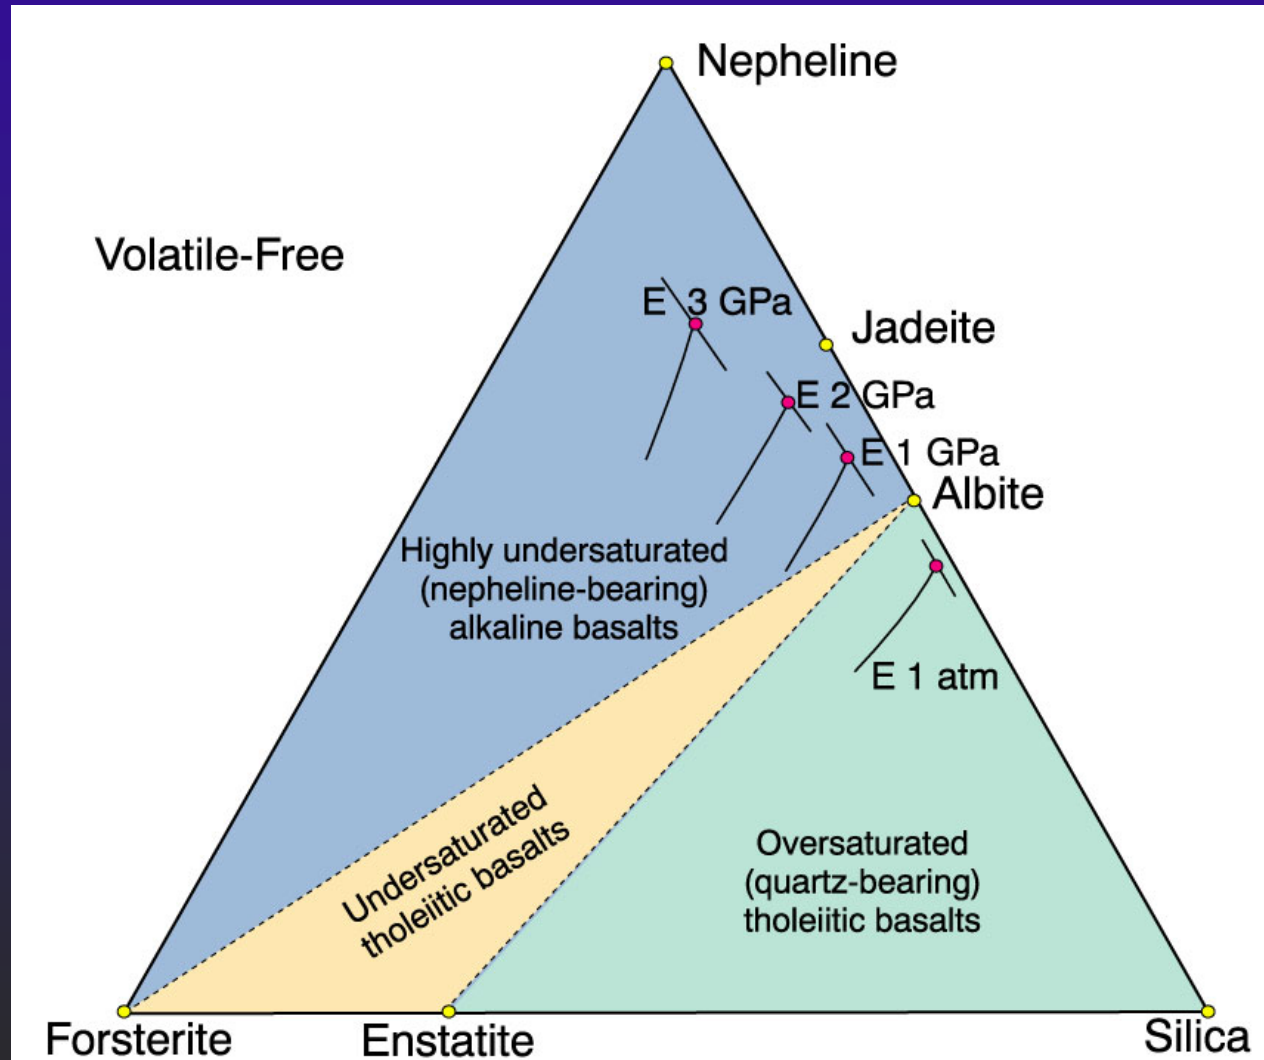 Nepheline
Volatile-Free
E 3 GPa
Jadeite
E 2 GPa
E 1 GPa
Albite
Highly undersaturated
(nepheline-bearing)
alkaline basalts
E 1 atm
Undersaturated
tholeiitic basalts
Oversaturated
(quartz-bearing)
tholeiitic basalts
Forsterite
Enstatite
Silica